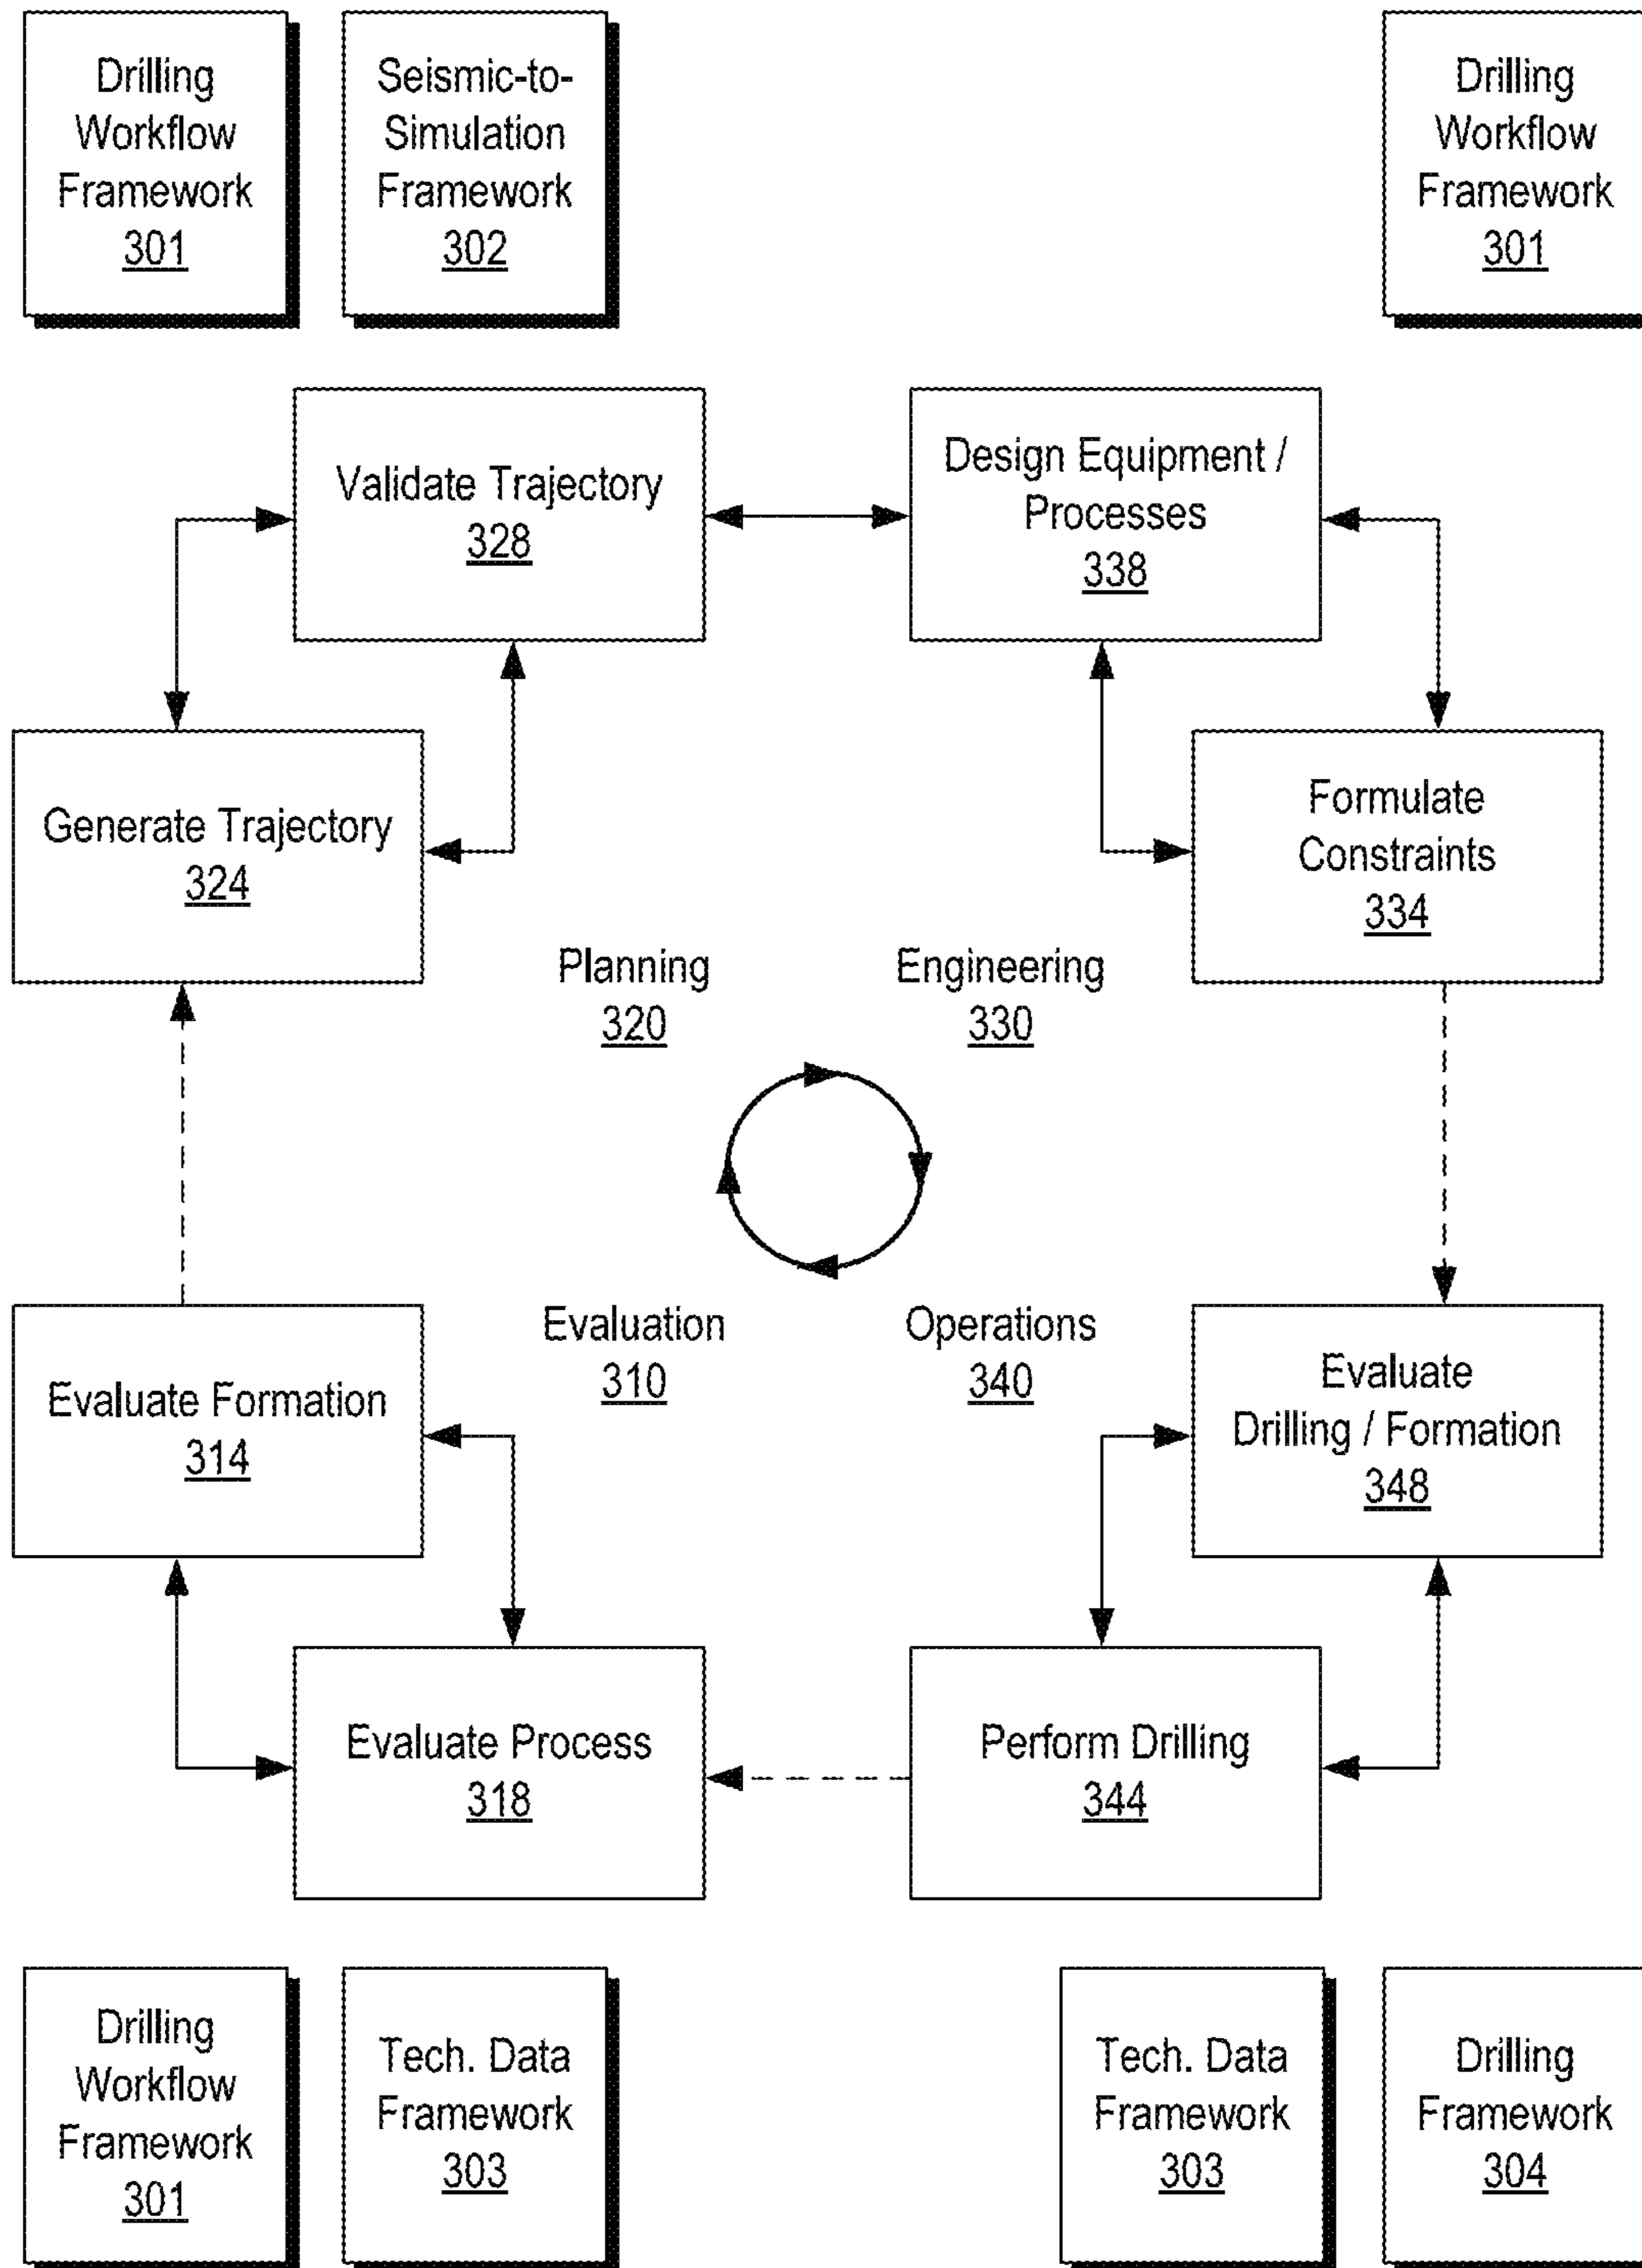 Drilling
Workflow
Framework
301
Seismic-to-
Simulation
Framework
302
Drilling
Workflow
Framework
301
Validate Trajectory
328
Design Equipment /
Processes
338
Generate Trajectory
324
Formulate
Constraints
334
Planning
320
Engineering
330
Evaluation
310
Operations
340
Evaluate Formation
314
Evaluate
Drilling / Formation
348
Evaluate Process
318
Perform Drilling
344
Drilling
Workflow
Framework
301
Tech. Data
Framework
303
Tech. Data
Framework
303
Drilling
Framework
304